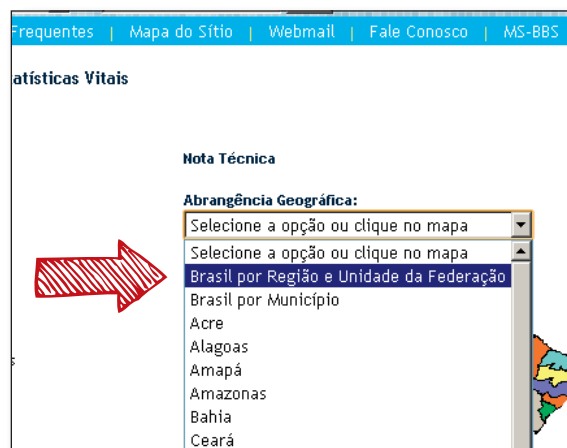 Frequentes | Mapa do Sítio | Webmail | Fale Conosco | MS-BBS
atísticas Vitais
Nota Técnica
Abrangência Geográfica:
Selecione a opção ou clique no mapa
Selecione a opção ou clique no mapa
Brasil por Região e Unidade da Federação
Brasil por Município
Acre
Alagoas
Amapá
Amazonas
Bahia
Ceará